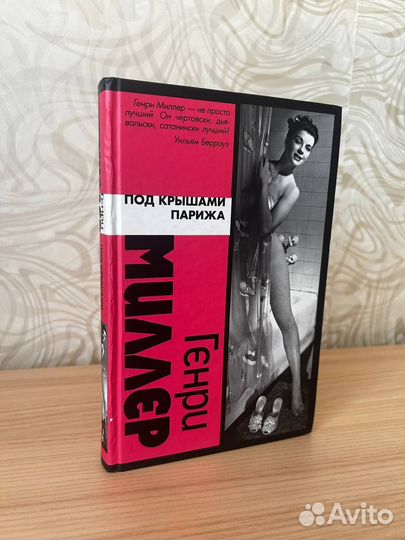 Генри Миллер — не просто
лучший. Он чертовски, дья-
вольски, сатанински лучший!
Уильям Берроуз
ПОД КРЫШАМИ
ПАРИЖА
Генри
МИЛЛЕР
Avito